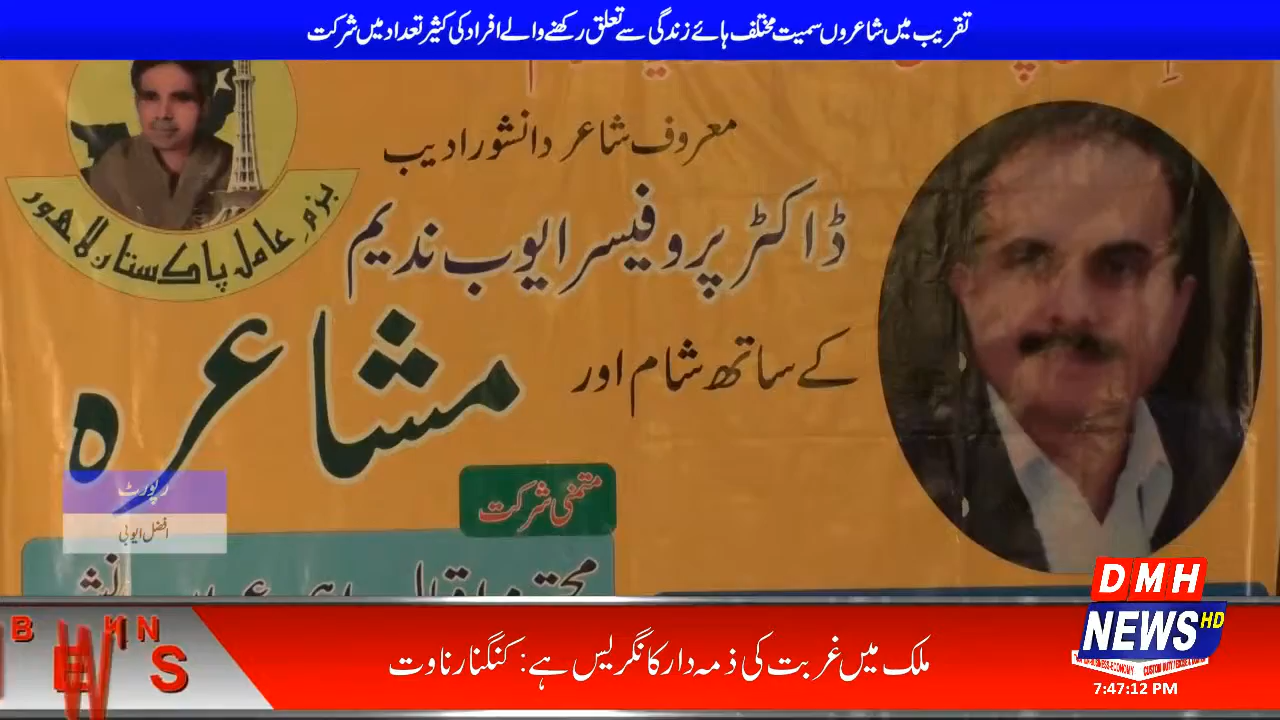 تقریب میں شاعروں سمیت مختلف ہائے زندگی سے تعلق رکھنے والے افراد کی کثیر تعداد میں شرکت
معروف شاعر دانشور ادیب
بزمِ عامل پاکستان لاہور
ڈاکٹر پروفیسر ایوب ندیم
کے ساتھ شام اور
مشاعرہ
متمنی شرکت
رپورٹ
افضل ایوبی
DMH
NEWS HD
ملک میں غربت کی ذمہ دار کانگریس ہے: کنگنا رناوت
7:47:12 PM